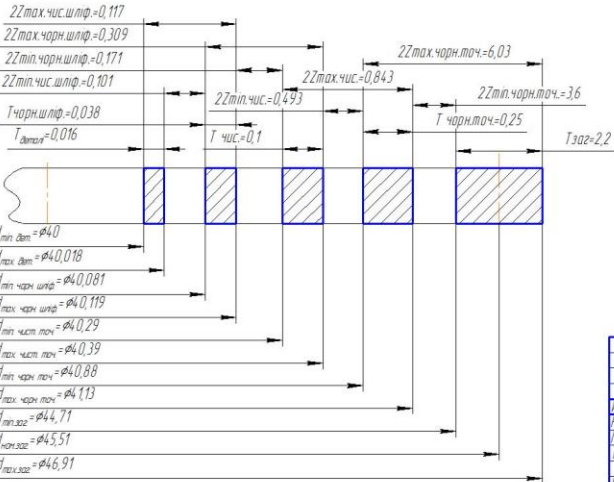 2Zmax.чис.шліф.=0,117
2Zmax.чорн.шліф.=0,309
2Zmin.чорн.шліф.=0,171
2Zmin.чис.шліф.=0,101
Tчорн.шліф.=0,038
Tдеталі=0,016
2Zmax.чорн.точ.=6,03
2Zmax.чис.=0,843
2Zmin.чис.=0,493
2Zmin.чорн.точ.=3,6
T чис.=0,1
T чорн.точ.=0,25
Tзаг=2,2
dmin. дет.=ϕ40
dmax. дет.=ϕ40,018
dmin. чорн. шліф=ϕ40,081
dmax. чорн. шліф=ϕ40,119
dmin. чист. точ=ϕ40,29
dmax. чист. точ=ϕ40,39
dmin. чорн. точ=ϕ40,88
dmax. чорн. точ=ϕ41,13
dmin.заг=ϕ44,71
dном.заг=ϕ45,51
dmax.заг=ϕ46,91